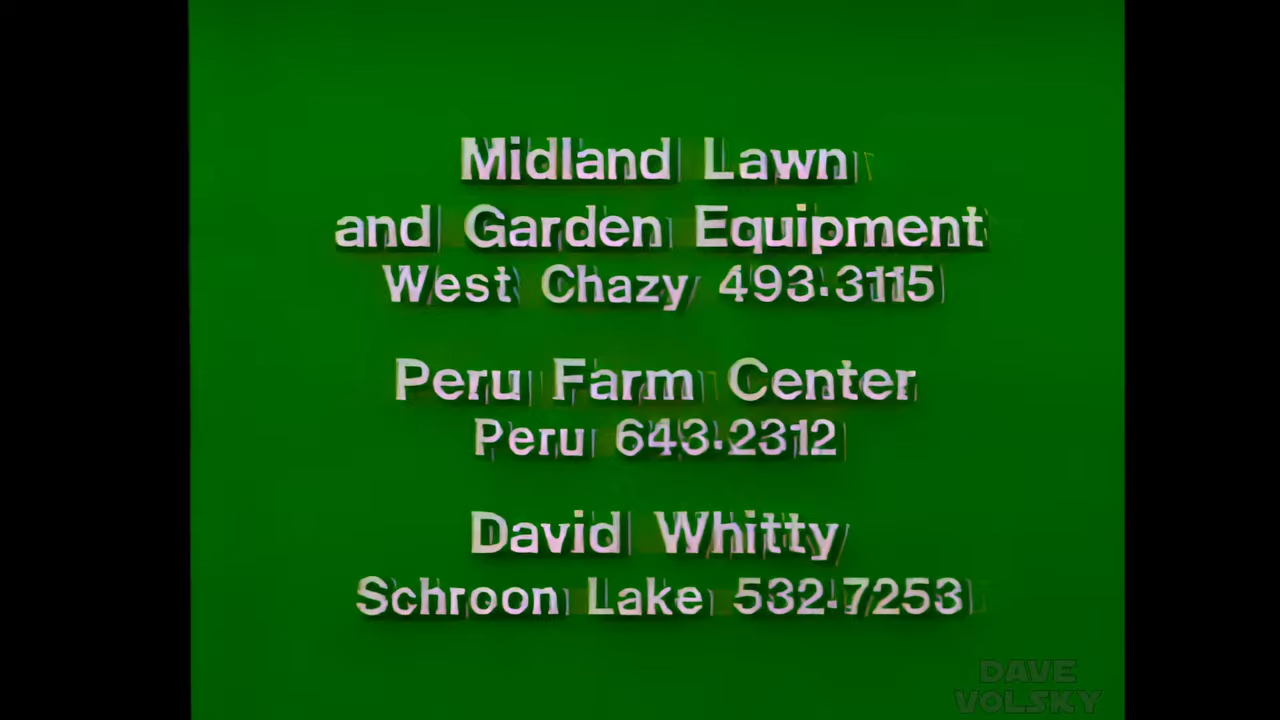 Midland Lawn
and Garden Equipment
West Chazy 493-3115
Peru Farm Center
Peru 643-2312
David Whitty
Schroon Lake 532-7253
DAVE
VOLSKY